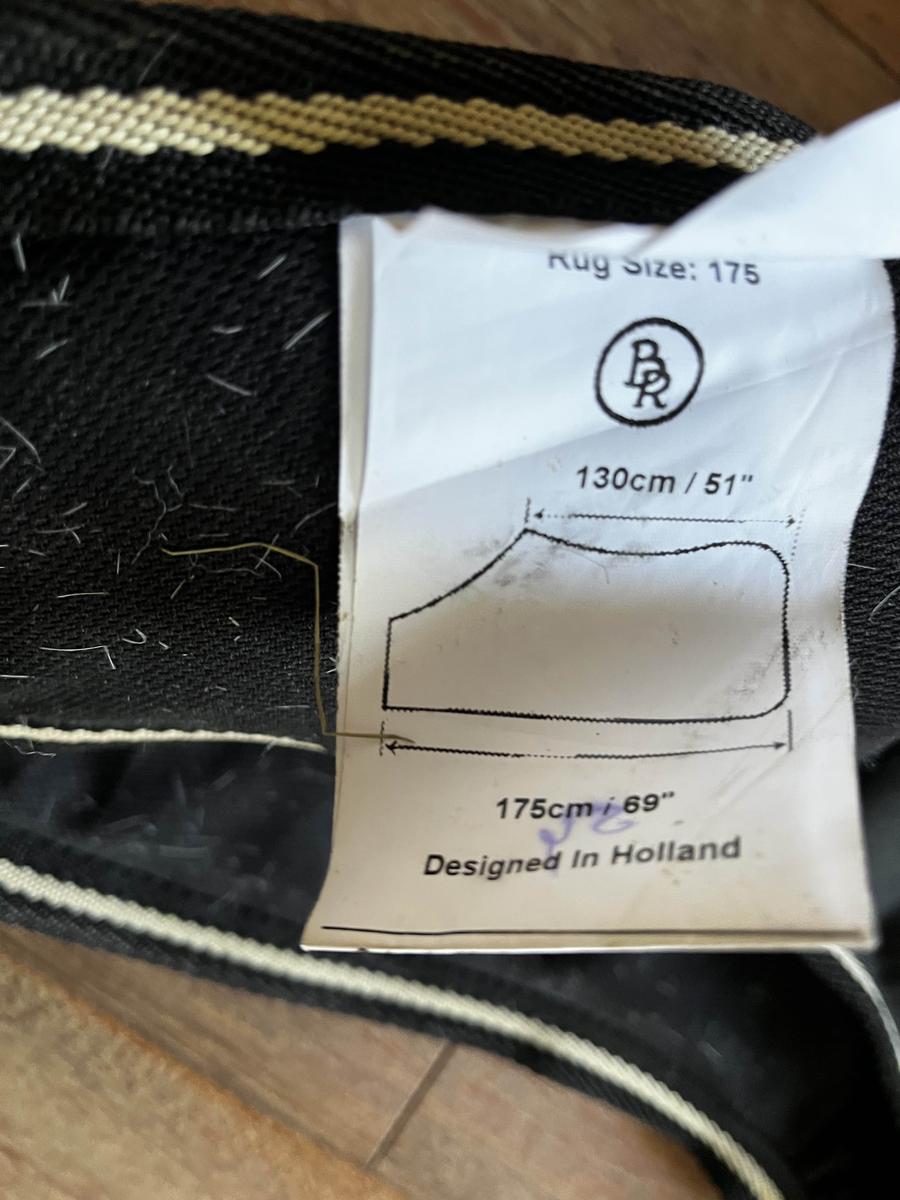 Rug Size: 175
BR
130cm / 51"
175cm / 69"
Designed In Holland